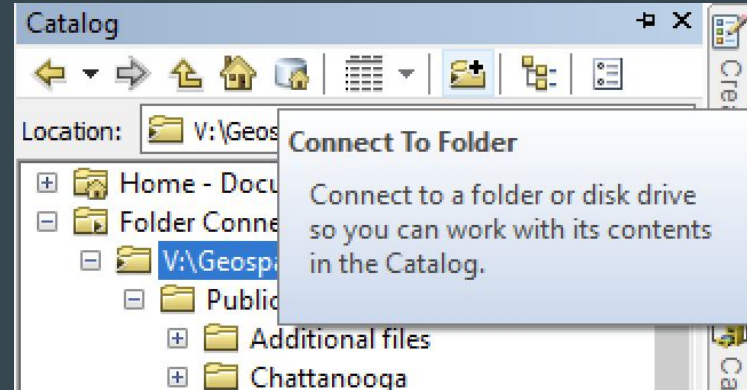 Catalog
Location: V:\Geos
Connect To Folder
Connect to a folder or disk drive
so you can work with its contents
in the Catalog.
Home - Docu
Folder Conne
V:\Geospa
Public
Additional files
Chattanooga
Crea
Ca